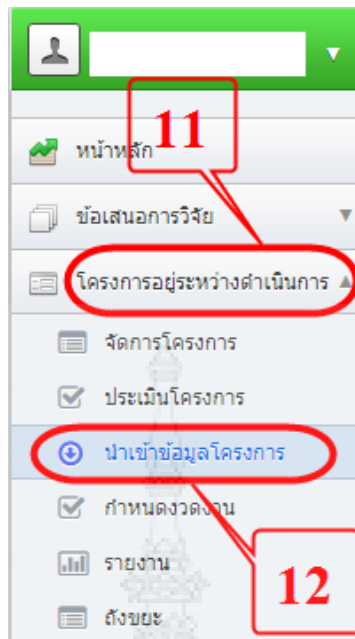 11
หน้าหลัก
ข้อเสนอการวิจัย
โครงการอยู่ระหว่างดำเนินการ
จัดการโครงการ
ประเมินโครงการ
นำเข้าข้อมูลโครงการ
กำหนดงวดงาน
รายงาน
12
ถังขยะ